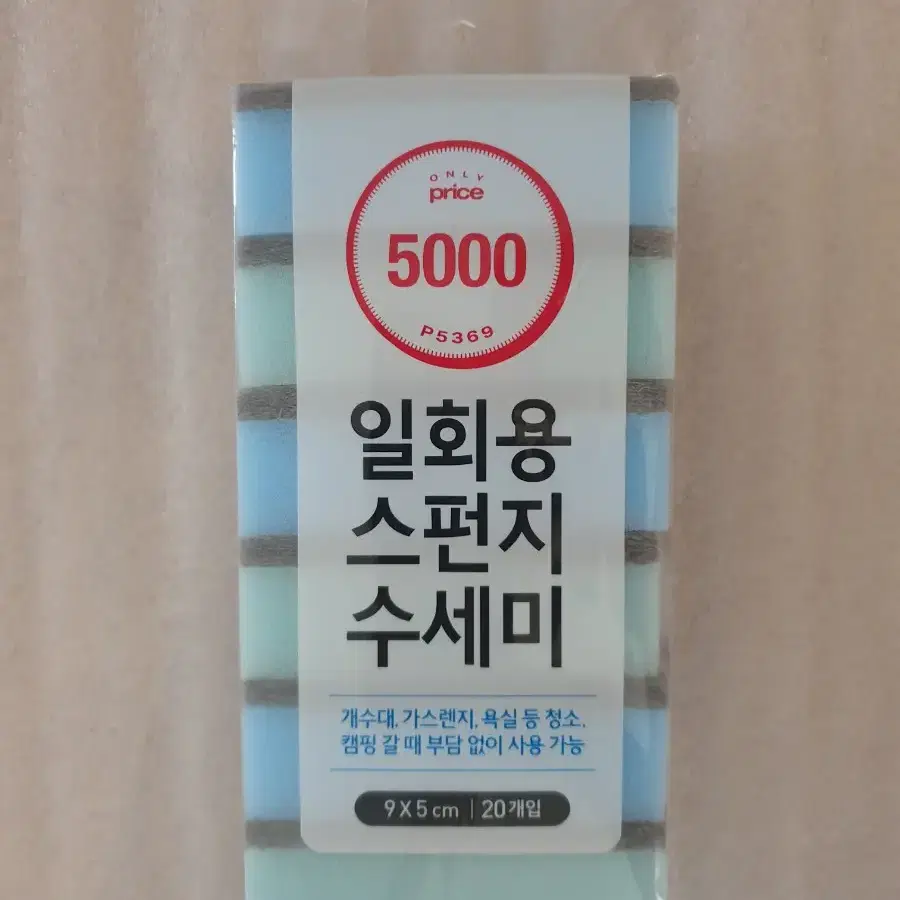 ONLY
price
5000
P5369
일회용
스펀지
수세미
개수대, 가스렌지, 욕실 등 청소,
캠핑 갈 때 부담 없이 사용 가능
9 X 5 cm | 20개입